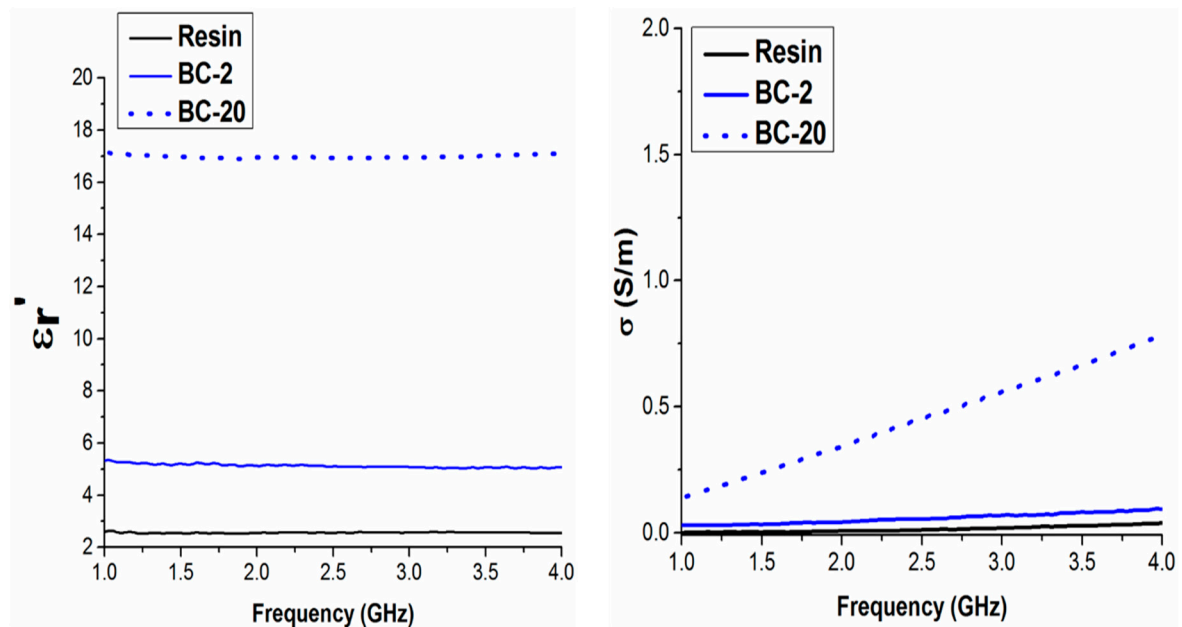 Resin
BC-2
BC-20
20
18
16
14
12
10
8
6
4
2
εr'
1.0 1.5 2.0 2.5 3.0 3.5 4.0
Frequency (GHz)
Resin
BC-2
BC-20
2.0
1.5
1.0
0.5
0.0
σ (S/m)
1.0 1.5 2.0 2.5 3.0 3.5 4.0
Frequency (GHz)